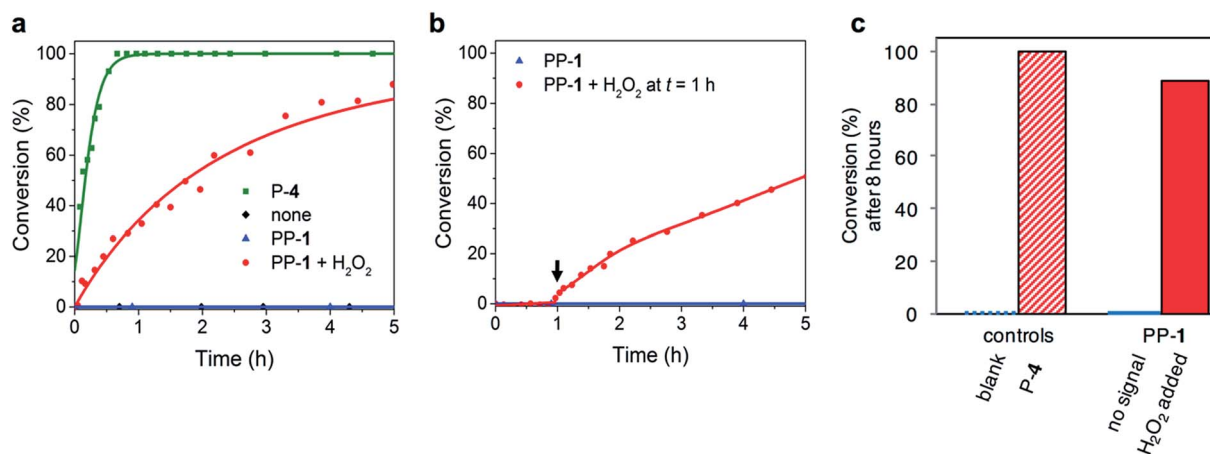 a
100
80
60
40
20
0
Conversion (%)
P-4
none
PP-1
PP-1 + H₂O₂
0 1 2 3 4 5
Time (h)
b
100
80
60
40
20
0
Conversion (%)
PP-1
PP-1 + H₂O₂ at t = 1 h
0 1 2 3 4 5
Time (h)
c
100
80
60
40
20
0
Conversion (%)
after 8 hours
controls PP-1
blank
P-4
no signal
H₂O₂ added